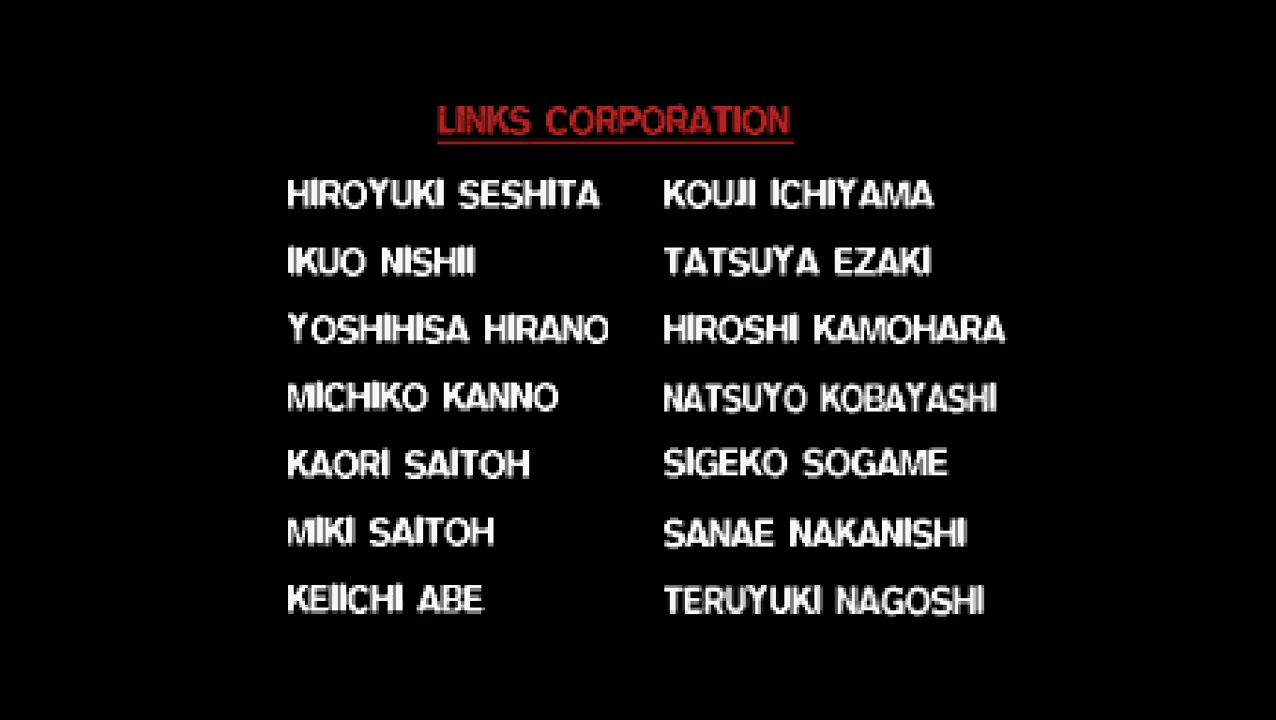 LINKS CORPORATION
HIROYUKI SESHITA KOUJI ICHIYAMA
IKUO NISHII TATSUYA EZAKI
YOSHIHISA HIRANO HIROSHI KAMOHARA
MICHIKO KANNO NATSUYO KOBAYASHI
KAORI SAITOH SIGEKO SOGAME
MIKI SAITOH SANAE NAKANISHI
KEIICHI ABE TERUYUKI NAGOSHI